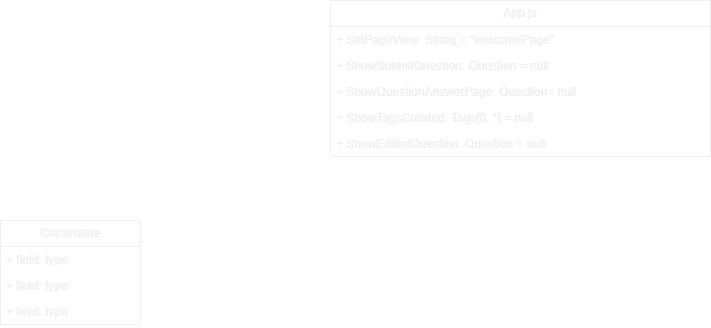 App.js
+ SetPageView: String = "welcomePage"
+ ShowSubmitQuestion: Question = null
+ ShowQuestionAnswerPage: Question= null
+ ShowTagsCreated: Tags[0..*] = null
+ ShowEditedQuestion: Question = null
Classname
+ field: type
+ field: type
+ field: type